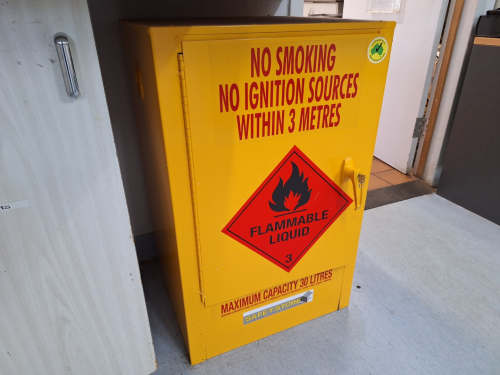 NO SMOKING
NO IGNITION SOURCES
WITHIN 3 METRES
FLAMMABLE
LIQUID
3
MAXIMUM CAPACITY 30 LITRES